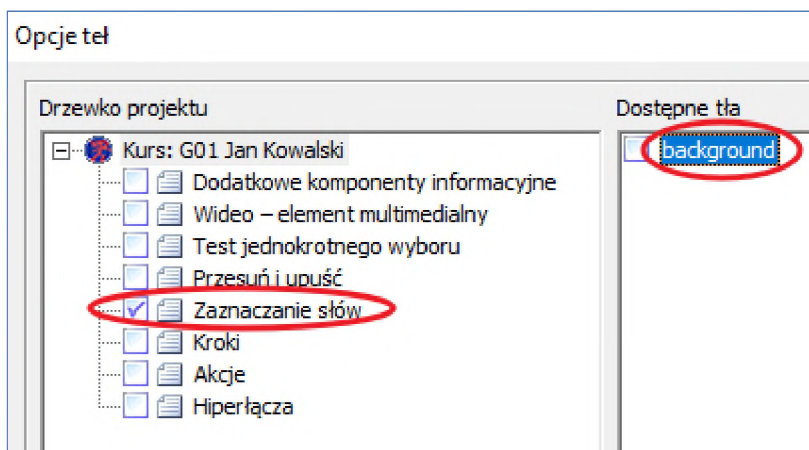 Opcje teł
Drzewko projektu
Kurs: G01 Jan Kowalski
Dodatkowe komponenty informacyjne
Wideo – element multimedialny
Test jednokrotnego wyboru
Przesuń i upuść
Zaznaczanie słów
Kroki
Akcje
Hiperłącza
Dostępne tła
background